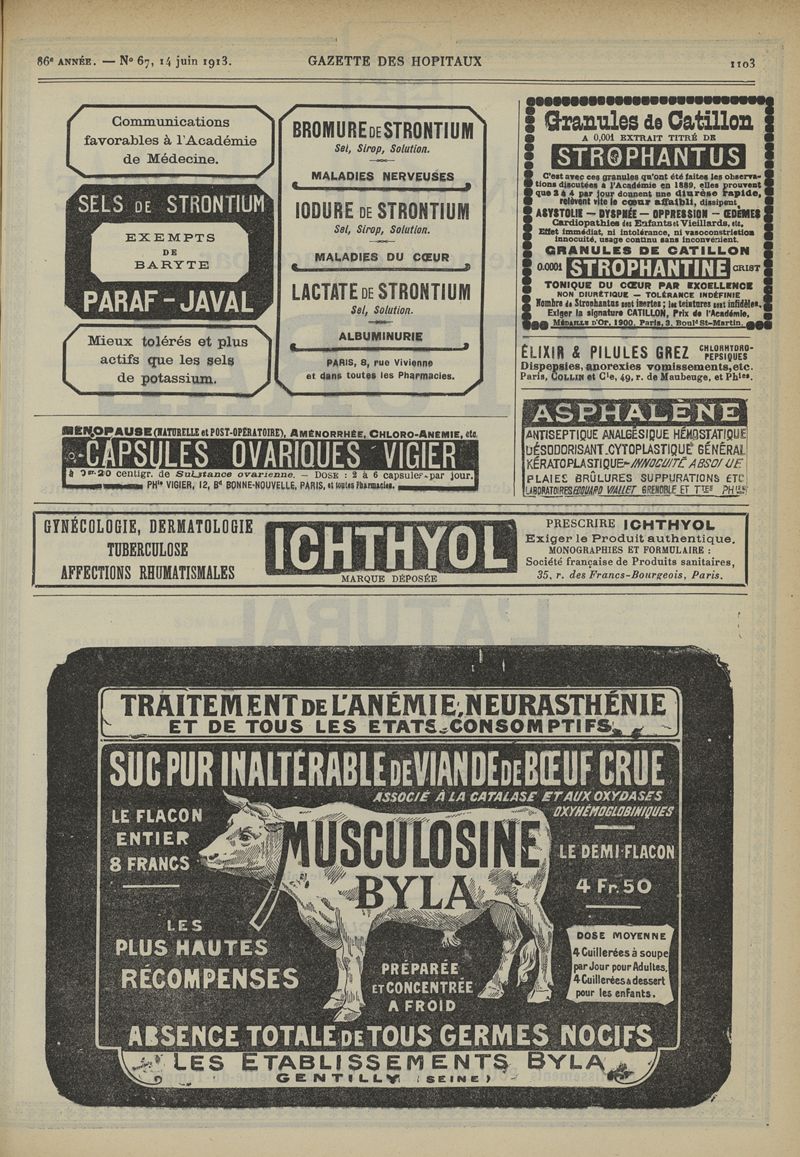 86e ANNÉE. — No 67, 14 juin 1913.
GAZETTE DES HOPITAUX
1103
Communications
favorables à l'Académie
de Médecine.
SELS DE STRONTIUM
EXEMPTS
DE
BARYTE
PARAF-JAVAL
Mieux tolérés et plus
actifs que les sels
de potassium.
BROMURE DE STRONTIUM
Sel, Sirop, Solution.
MALADIES NERVEUSES
IODURE DE STRONTIUM
Sel, Sirop, Solution.
MALADIES DU CŒUR
LACTATE DE STRONTIUM
Sel, Solution.
ALBUMINURIE
PARIS, 8, rue Vivienne
et dans toutes les Pharmacies.
Granules de Catillon
A 0,001 EXTRAIT TITRÉ DE
STROPHANTUS
C'est avec ces granules qu'ont été faites les observa-
tions discutées à l'Académie en 1889, elles prouvent
que 2 à 4 par jour donnent une diurèse rapide,
relèvent vite le cœur affaibli, dissipent
ASYSTOLIE — DYSPNÉE — OPPRESSION — ŒDÈMES
Cardiopathies des Enfants et Vieillards, etc.
Effet immédiat, ni intolérance, ni vasoconstriction
innocuité, usage continu sans inconvénient.
GRANULES DE CATILLON
0.0001 STROPHANTINE CRIST
TONIQUE DU CŒUR PAR EXCELLENCE
NON DIURÉTIQUE — TOLÉRANCE INDÉFINIE
Nombre de Strophantus sont inertes; les teintures sont infidèles,
Exiger la signature CATILLON, Prix de l'Académie.
MÉDAILLE D'OR. 1900. Paris, 3, Bould St-Martin.
ÉLIXIR & PILULES GREZ CHLORHYDRO-
PEPSIQUES
Dispepsies, anorexies vomissements, etc.
Paris, COLLIN et Cie, 49, r. de Maubeuge, et Phies.
ASPHALÈNE
ANTISEPTIQUE ANALGÉSIQUE HÉMOSTATIQUE
DÉSODORISANT. CYTOPLASTIQUE GÉNÉRAL
KÉRATOPLASTIQUE - INNOCUITÉ ABSOLUE
PLAIES BRÛLURES SUPPURATIONS ETC
LABORATOIRES EDOUARD VIALLET GRENOBLE ET TTES PHIES
MÉNOPAUSE (NATURELLE et POST-OPÉRATOIRE), AMÉNORRHÉE, CHLORO-ANEMIE, etc.
CAPSULES OVARIQUES VIGIER
à 20 centigr. de Substance ovarienne. — DOSE : 2 à 6 capsules par jour.
PHie VIGIER, 12, Bd BONNE-NOUVELLE, PARIS, et toutes Pharmacies.
GYNÉCOLOGIE, DERMATOLOGIE
TUBERCULOSE
AFFECTIONS RHUMATISMALES
ICHTHYOL
MARQUE DÉPOSÉE
PRESCRIRE ICHTHYOL
Exiger le Produit authentique.
MONOGRAPHIES ET FORMULAIRE :
Société française de Produits sanitaires,
35, r. des Francs-Bourgeois, Paris.
TRAITEMENT DE L'ANÉMIE, NEURASTHÉNIE
ET DE TOUS LES ETATS CONSOMPTIFS
SUC PUR INALTÉRABLE DE VIANDE DE BŒUF CRUE
ASSOCIÉ À LA CATALASE ET AUX OXYDASES
OXYHÉMOGLOBINIQUES
LE FLACON
ENTIER
8 FRANCS
MUSCULOSINE
BYLA
LE DEMI-FLACON
4 Fr. 50
LES
PLUS HAUTES
RÉCOMPENSES
PRÉPARÉE
ET CONCENTRÉE
A FROID
DOSE MOYENNE
4 Cuillerées à soupe
par Jour pour Adultes.
4 Cuillerées à dessert
pour les enfants.
ABSENCE TOTALE DE TOUS GERMES NOCIFS
LES ETABLISSEMENTS BYLA
GENTILLY (SEINE)